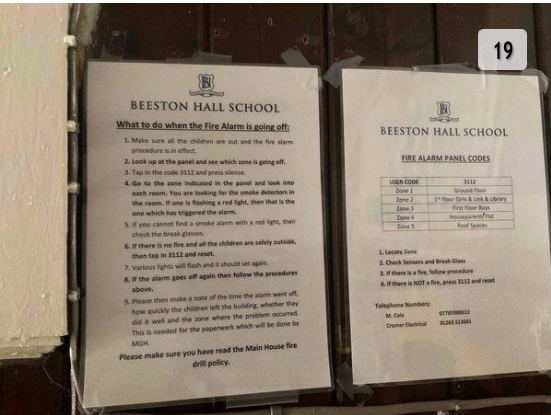 19
BEESTON HALL SCHOOL
What to do when the Fire Alarm is going off:
1. Make sure all the children are out and the fire alarm
procedure is in effect.
2. Look up at the panel and see which zone is going off.
3. Tap in the code 3112 and press silence.
4. Go to the zone indicated in the panel and look into
each room. You are looking for the smoke detectors in
the room. If one is flashing a red light, then that is the
one which has triggered the alarm.
5. If you cannot find a smoke alarm with a red light, then
check the break glasses.
6. If there is no fire and all the children are safely outside,
then tap in 3112 and reset.
7. Various lights will flash and it should set again.
8. If the alarm goes off again then follow the procedures
above.
9. Please then make a note of the time the alarm went off,
how quickly the children left the building, whether they
did it well and the zone where the problem occurred.
This is needed for the paperwork which will be done by
MGH.
Please make sure you have read the Main House fire
drill policy.
BEESTON HALL SCHOOL
FIRE ALARM PANEL CODES
USER CODE 3112
Zone 1 Ground Floor
Zone 2 1st Floor Girls & Link & Library
Zone 3 First Floor Boys
Zone 4 Houseparents Flat
Zone 5 Roof Spaces
1. Locate Zone
2. Check Sensors and Break Glass
3. If there is a fire, follow procedure
4. If there is NOT a fire, press 3112 and reset
Telephone Numbers:
M. Cole
Cromer Electrical 01263